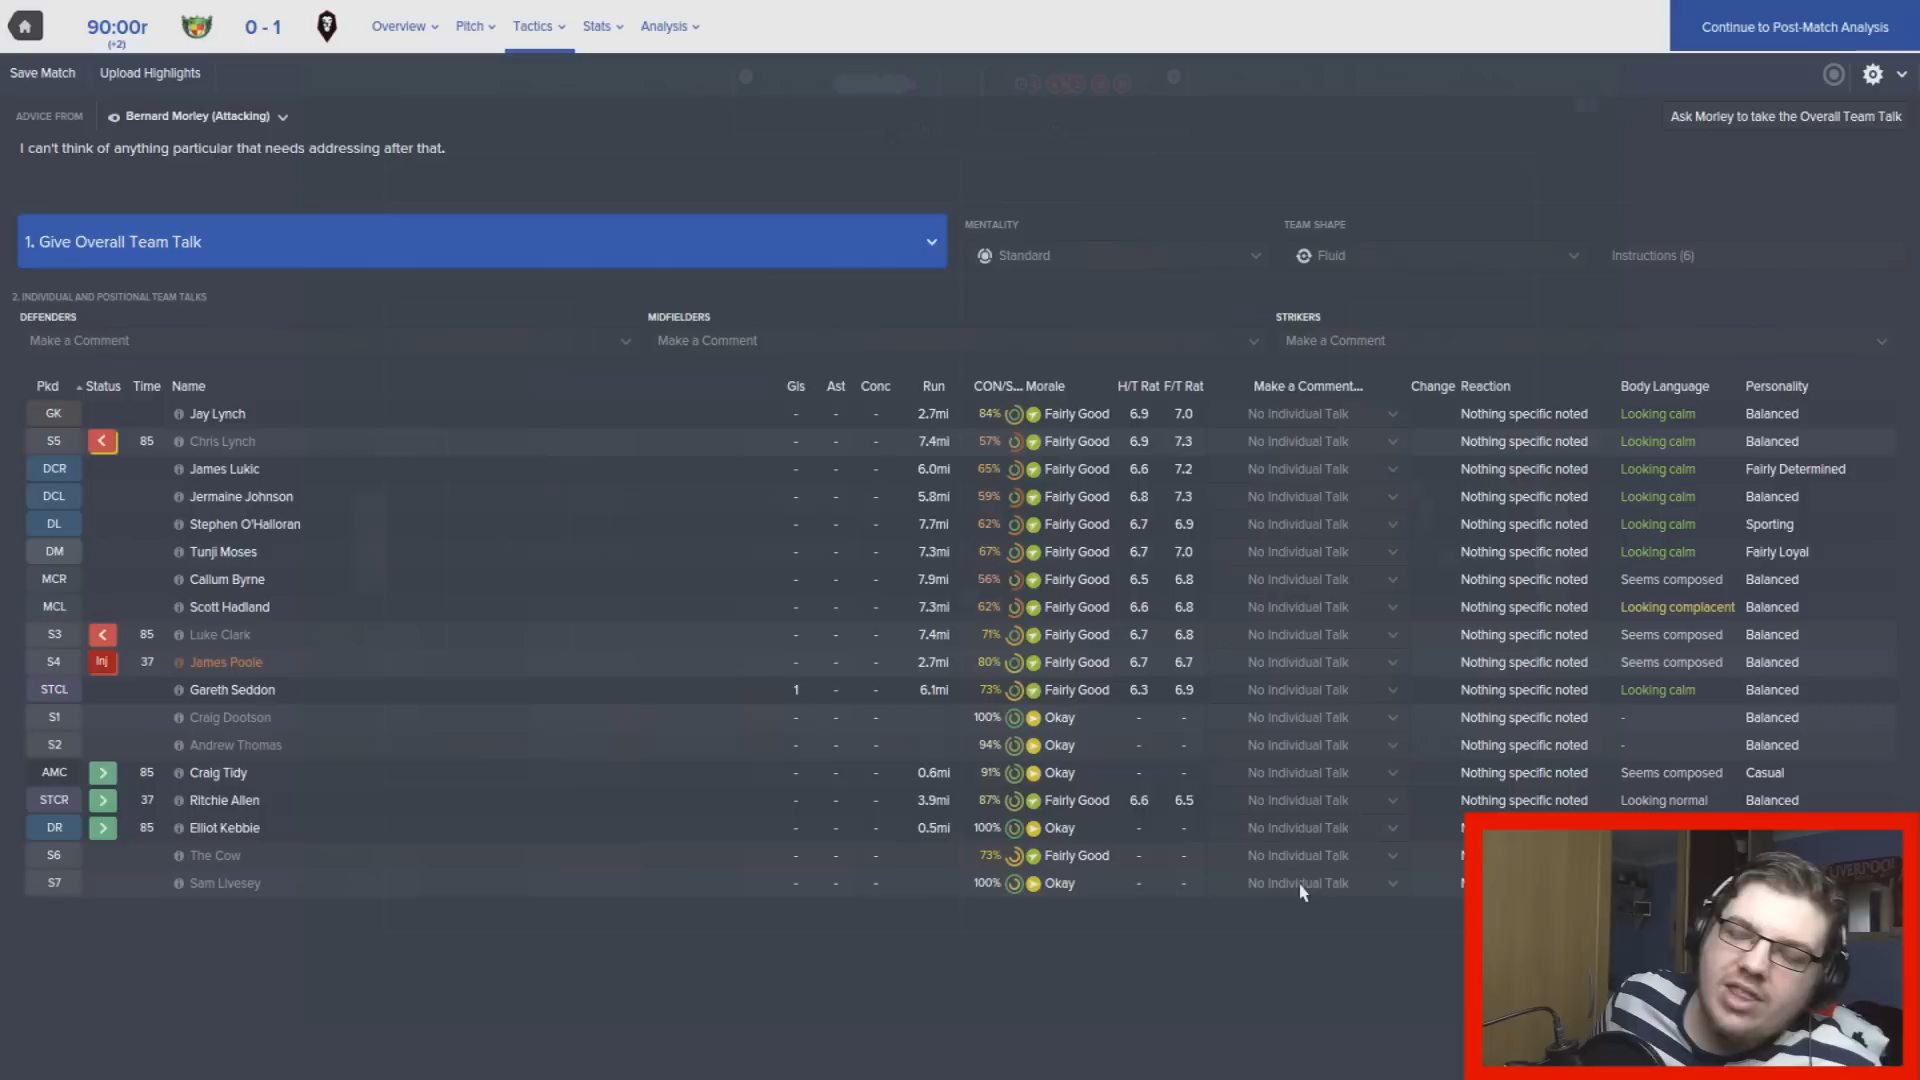 90:00r
(+2)
0 - 1
Overview
Pitch
Tactics
Stats
Analysis
Continue to Post-Match Analysis
Save Match
Upload Highlights
ADVICE FROM
Bernard Morley (Attacking)
Ask Morley to take the Overall Team Talk
I can't think of anything particular that needs addressing after that.
1. Give Overall Team Talk
MENTALITY
Standard
TEAM SHAPE
Fluid
Instructions (6)
2. INDIVIDUAL AND POSITIONAL TEAM TALKS
DEFENDERS
MIDFIELDERS
STRIKERS
Make a Comment
Make a Comment
Make a Comment
Pkd Status Time Name Gls Ast Conc Run CON/S... Morale H/T Rat F/T Rat Make a Comment... Change Reaction Body Language Personality
GK Jay Lynch - - - 2.7mi 84% Fairly Good 6.9 7.0 No Individual Talk Nothing specific noted Looking calm Balanced
S5 85 Chris Lynch - - - 7.4mi 57% Fairly Good 6.9 7.3 No Individual Talk Nothing specific noted Looking calm Balanced
DCR James Lukic - - - 6.0mi 65% Fairly Good 6.6 7.2 No Individual Talk Nothing specific noted Looking calm Fairly Determined
DCL Jermaine Johnson - - - 5.8mi 59% Fairly Good 6.8 7.3 No Individual Talk Nothing specific noted Looking calm Balanced
DL Stephen O'Halloran - - - 7.7mi 62% Fairly Good 6.7 6.9 No Individual Talk Nothing specific noted Looking calm Sporting
DM Tunji Moses - - - 7.3mi 67% Fairly Good 6.7 7.0 No Individual Talk Nothing specific noted Looking calm Fairly Loyal
MCR Callum Byrne - - - 7.9mi 56% Fairly Good 6.5 6.8 No Individual Talk Nothing specific noted Seems composed Balanced
MCL Scott Hadland - - - 7.3mi 62% Fairly Good 6.6 6.8 No Individual Talk Nothing specific noted Looking complacent Balanced
S3 85 Luke Clark - - - 7.4mi 71% Fairly Good 6.7 6.8 No Individual Talk Nothing specific noted Seems composed Balanced
S4 Inj 37 James Poole - - - 2.7mi 80% Fairly Good 6.7 6.7 No Individual Talk Nothing specific noted Seems composed Balanced
STCL Gareth Seddon 1 - - 6.1mi 73% Fairly Good 6.3 6.9 No Individual Talk Nothing specific noted Looking calm Balanced
S1 Craig Dootson - - - 100% Okay - - No Individual Talk Nothing specific noted - Balanced
S2 Andrew Thomas - - - 94% Okay - - No Individual Talk Nothing specific noted - Balanced
AMC 85 Craig Tidy - - - 0.6mi 91% Okay - - No Individual Talk Nothing specific noted Seems composed Casual
STCR 37 Ritchie Allen - - - 3.9mi 87% Fairly Good 6.6 6.5 No Individual Talk Nothing specific noted Looking normal Balanced
DR 85 Elliot Kebbie - - - 0.5mi 100% Okay - - No Individual Talk
S6 The Cow - - - 73% Fairly Good - - No Individual Talk
S7 Sam Livesey - - - 100% Okay - - No Individual Talk
LIVERPOOL